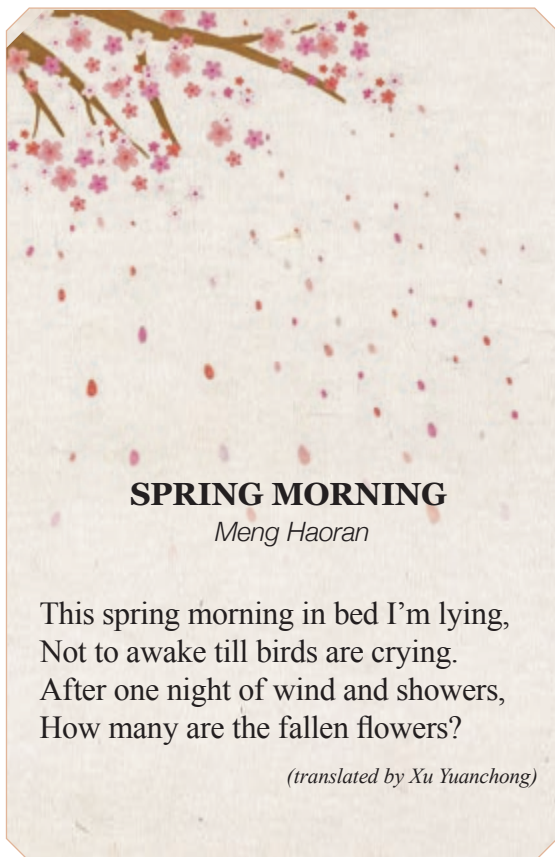 SPRING MORNING
Meng Haoran
This spring morning in bed I’m lying,
Not to awake till birds are crying.
After one night of wind and showers,
How many are the fallen flowers?
(translated by Xu Yuanchong)